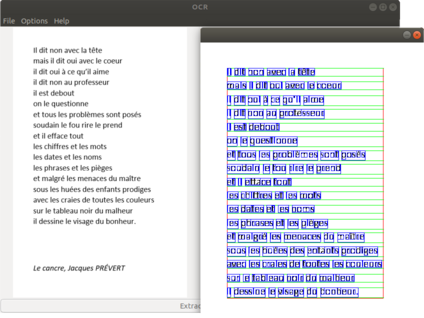 OCR
File Options Help
Il dit non avec la tête
mais il dit oui avec le coeur
il dit oui à ce qu'il aime
il dit non au professeur
il est debout
on le questionne
et tous les problèmes sont posés
soudain le fou rire le prend
et il efface tout
les chiffres et les mots
les dates et les noms
les phrases et les pièges
et malgré les menaces du maître
sous les huées des enfants prodiges
avec les craies de toutes les couleurs
sur le tableau noir du malheur
il dessine le visage du bonheur.
Le cancre, Jacques PRÉVERT
Extrac
Il dit non avec la tête
mais il dit oui avec le coeur
il dit oui à ce qu'il aime
il dit non au professeur
il est debout
on le questionne
et tous les problèmes sont posés
soudain le fou rire le prend
et il efface tout
les chiffres et les mots
les dates et les noms
les phrases et les pièges
et malgré les menaces du maître
sous les huées des enfants prodiges
avec les craies de toutes les couleurs
sur le tableau noir du malheur
il dessine le visage du bonheur.